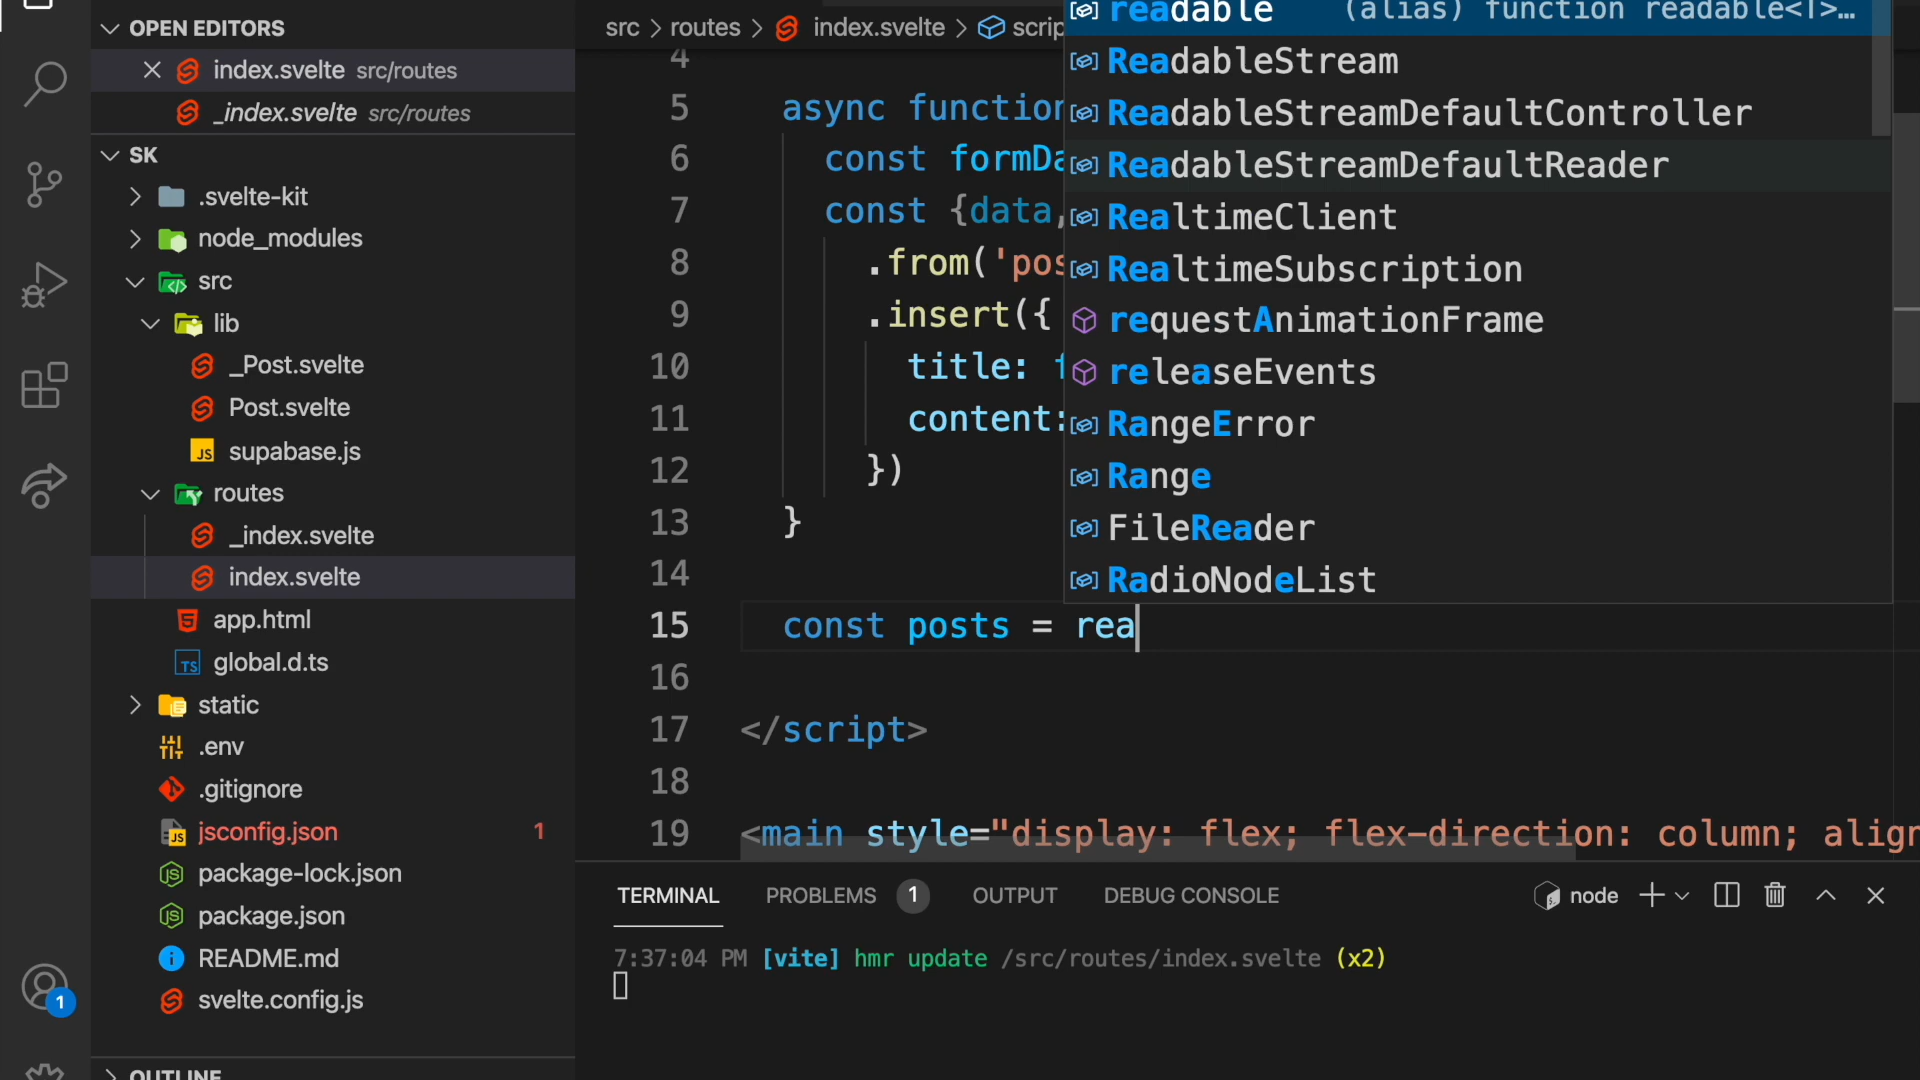 OPEN EDITORS
index.svelte src/routes
_index.svelte src/routes
SK
.svelte-kit
node_modules
src
lib
_Post.svelte
Post.svelte
JS supabase.js
routes
_index.svelte
index.svelte
app.html
TS global.d.ts
static
.env
.gitignore
JS jsconfig.json 1
package-lock.json
package.json
README.md
svelte.config.js
OUTLINE
1
src > routes > index.svelte > scrip
4
5 async function
6 const formDa
7 const {data,
8 .from('pos
9 .insert({
10 title: f
11 content:
12 })
13 }
14
15 const posts = rea
16
17 </script>
18
19 <main style="display: flex; flex-direction: column; align
readable (alias) function readable<T>…
ReadableStream
ReadableStreamDefaultController
ReadableStreamDefaultReader
RealtimeClient
RealtimeSubscription
requestAnimationFrame
releaseEvents
RangeError
Range
FileReader
RadioNodeList
TERMINAL PROBLEMS 1 OUTPUT DEBUG CONSOLE node
7:37:04 PM [vite] hmr update /src/routes/index.svelte (x2)